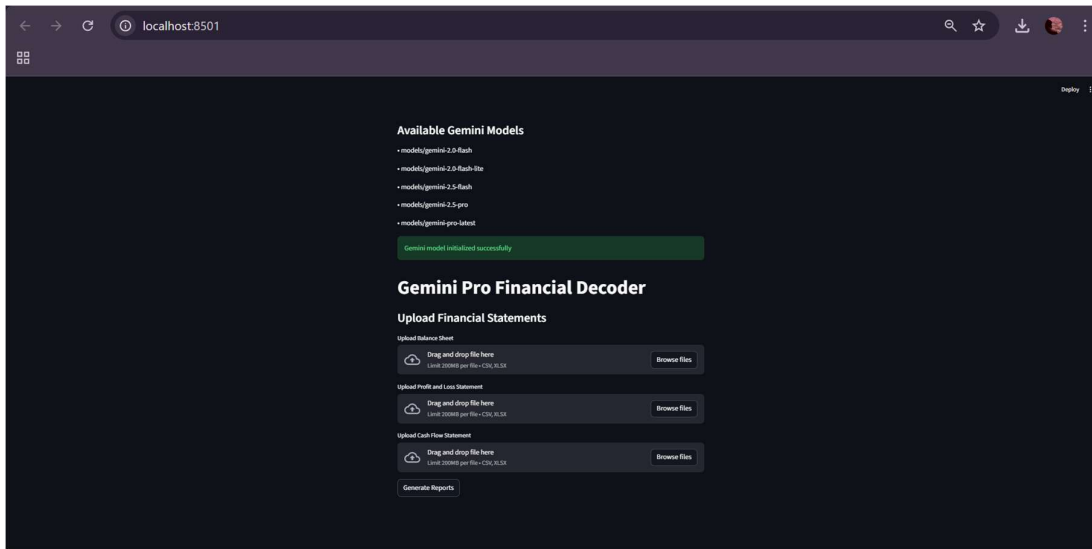 localhost:8501
Deploy
Available Gemini Models
• models/gemini-2.0-flash
• models/gemini-2.0-flash-lite
• models/gemini-2.5-flash
• models/gemini-2.5-pro
• models/gemini-pro-latest
Gemini model initialized successfully
Gemini Pro Financial Decoder
Upload Financial Statements
Upload Balance Sheet
Drag and drop file here
Limit 200MB per file • CSV, XLSX
Browse files
Upload Profit and Loss Statement
Drag and drop file here
Limit 200MB per file • CSV, XLSX
Browse files
Upload Cash Flow Statement
Drag and drop file here
Limit 200MB per file • CSV, XLSX
Browse files
Generate Reports